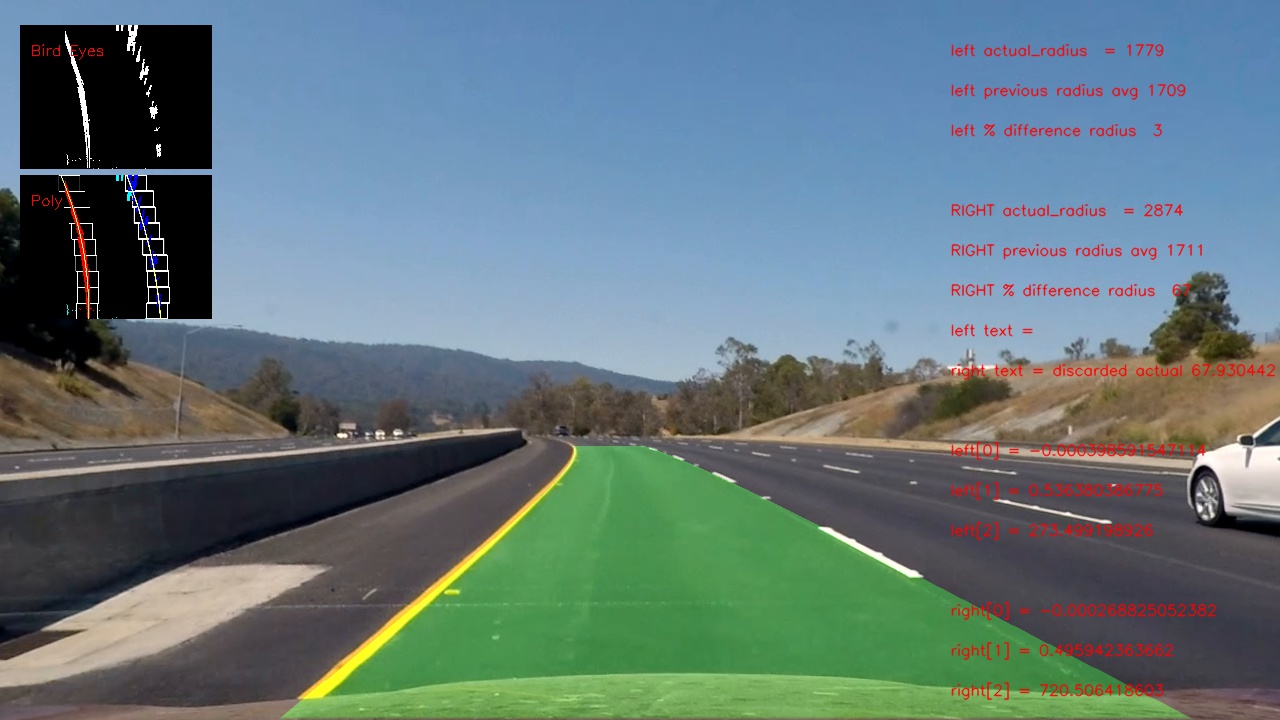 Bird Eyes
Poly
left actual_radius = 1779
left previous radius avg 1709
left % difference radius 3
RIGHT actual_radius = 2874
RIGHT previous radius avg 1711
RIGHT % difference radius 67
left text =
right text = discarded actual 67.930442
left[0] = -0.000398591547114
left[1] = 0.536380386775
left[2] = 273.499198926
right[0] = -0.000268825052382
right[1] = 0.495942363662
right[2] = 720.506418603